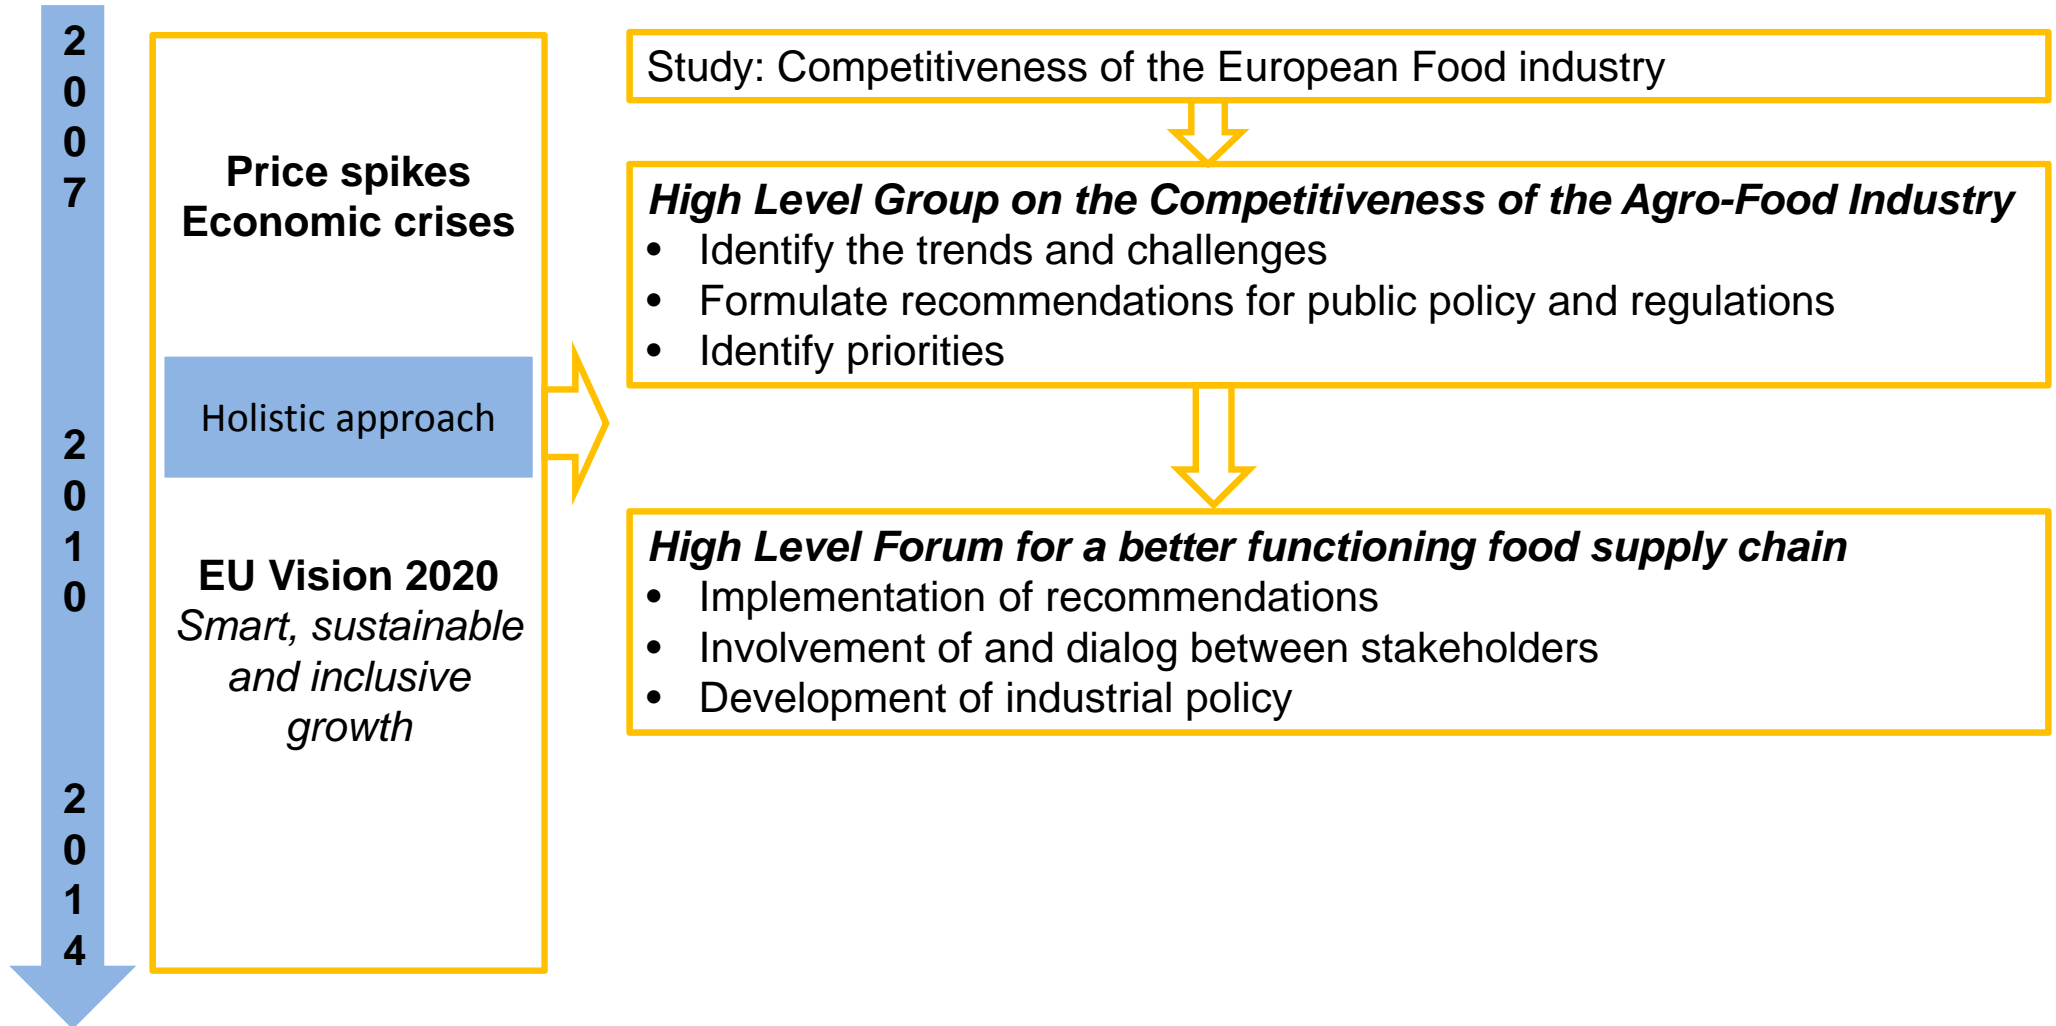 2
0
0
7
2
0
1
0
2
0
1
4
Price spikes
Economic crises
Holistic approach
EU Vision 2020
Smart, sustainable
and inclusive
growth
Study: Competitiveness of the European Food industry
High Level Group on the Competitiveness of the Agro-Food Industry
• Identify the trends and challenges
• Formulate recommendations for public policy and regulations
• Identify priorities
High Level Forum for a better functioning food supply chain
• Implementation of recommendations
• Involvement of and dialog between stakeholders
• Development of industrial policy